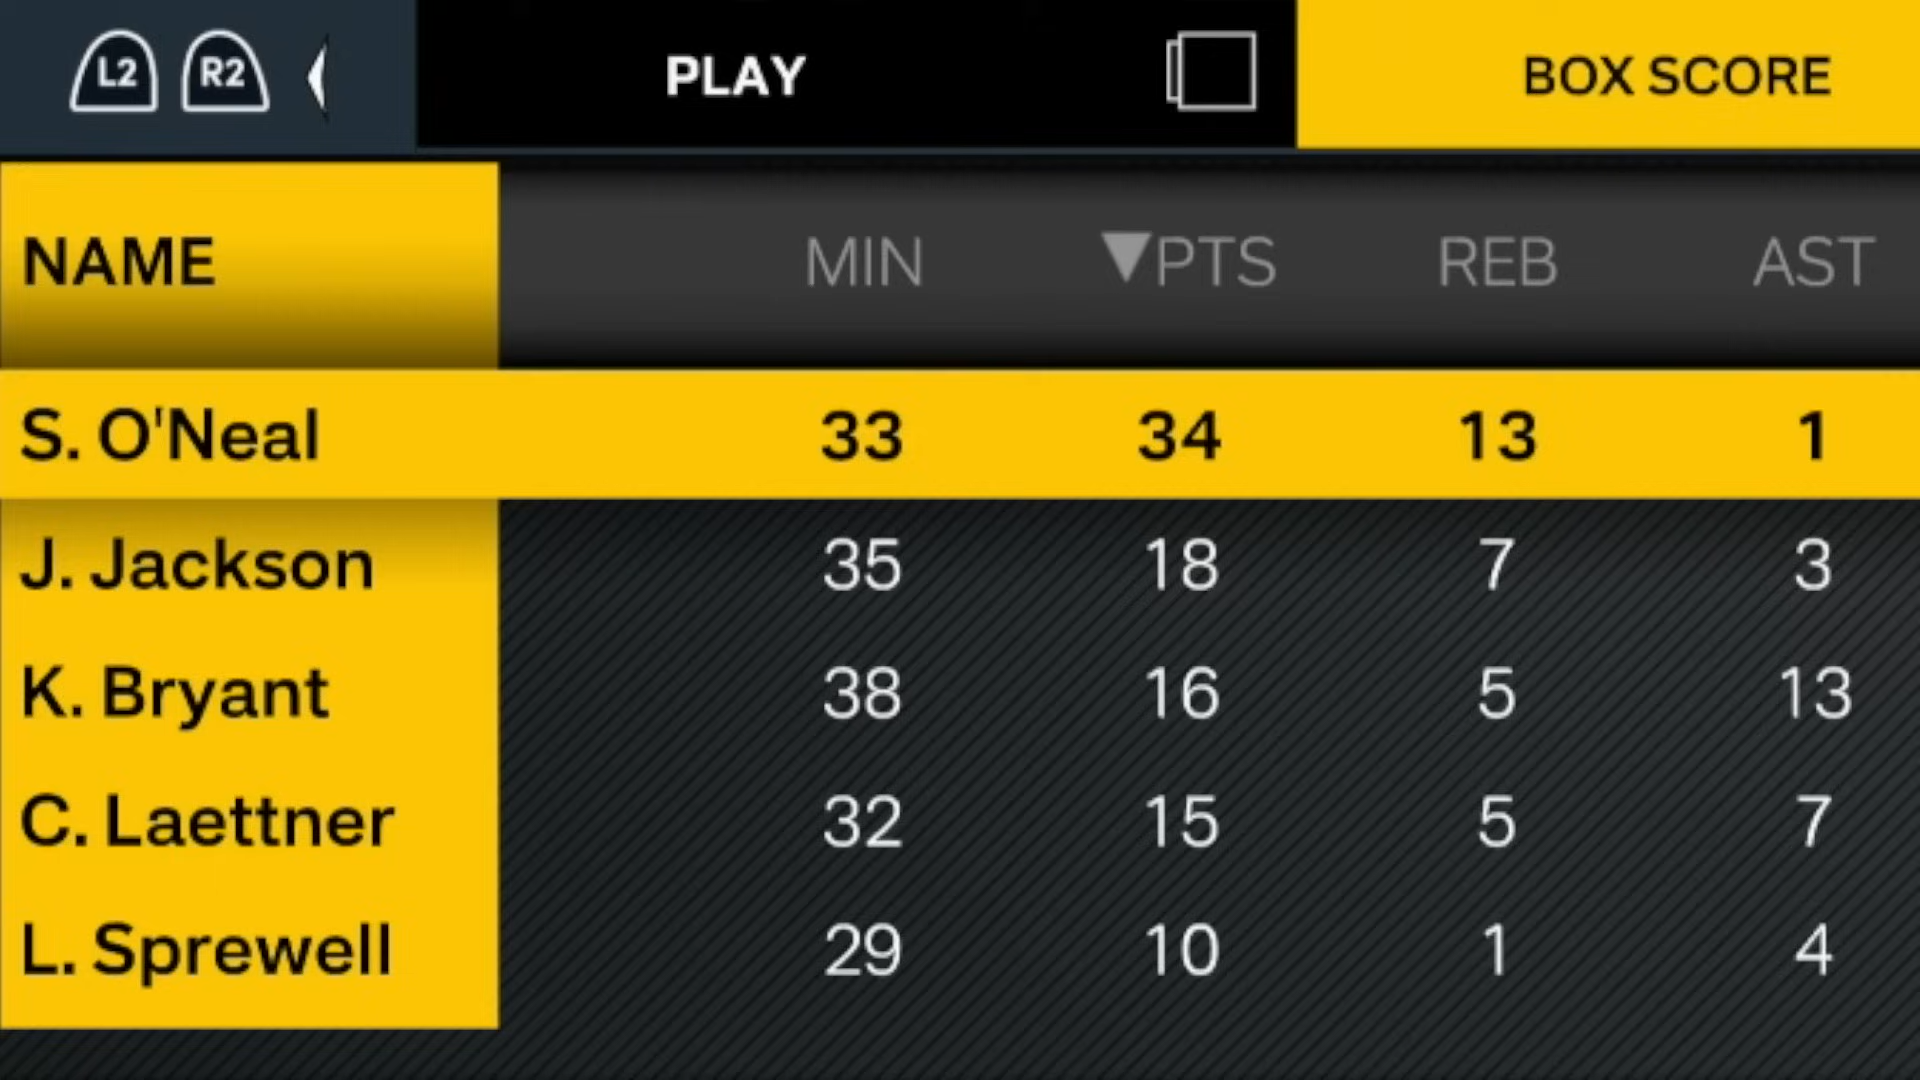 L2 R2 PLAY BOX SCORE
NAME MIN ▼PTS REB AST
S. O'Neal 33 34 13 1
J. Jackson 35 18 7 3
K. Bryant 38 16 5 13
C. Laettner 32 15 5 7
L. Sprewell 29 10 1 4